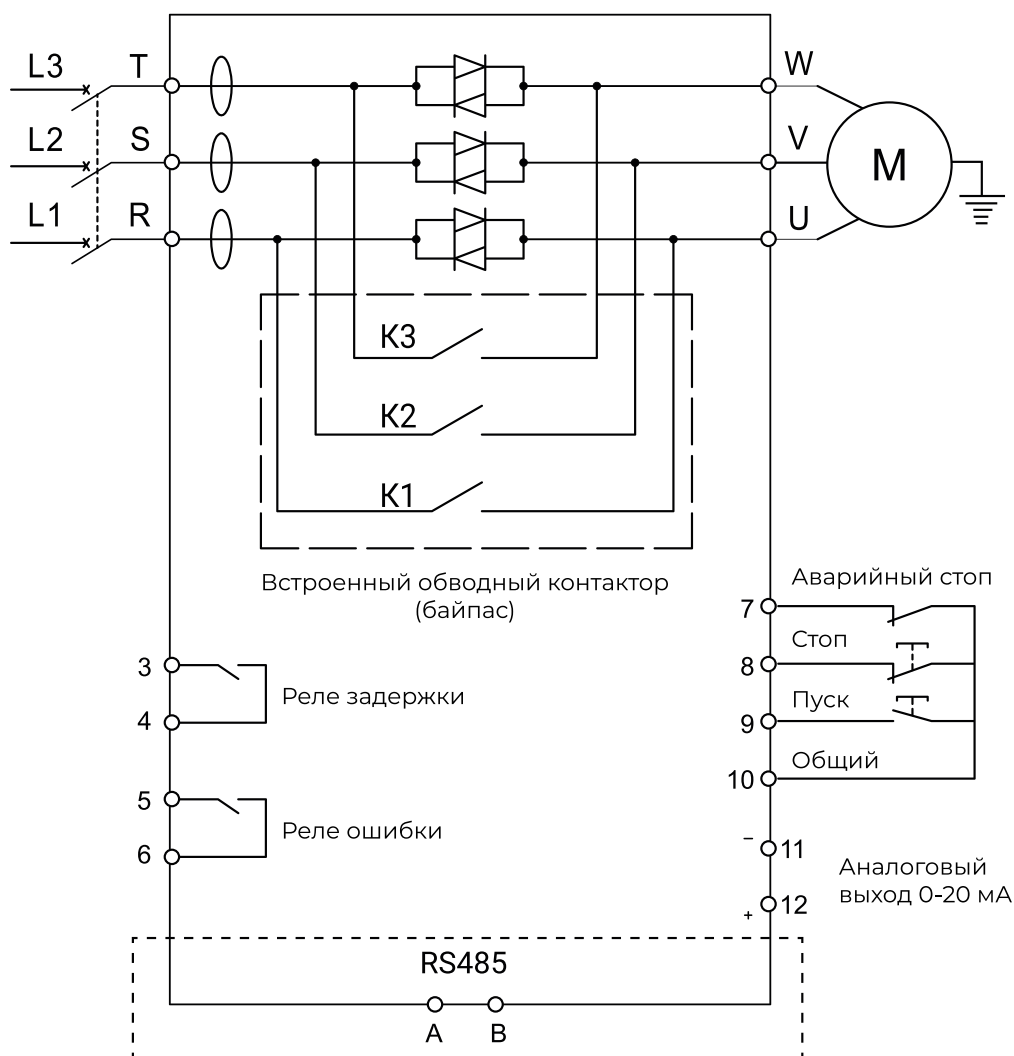 L3 T W
L2 S V
M
L1 R U
K3
K2
K1
Встроенный обводный контактор
(байпас)
Аварийный стоп
7
Стоп
3 8
Реле задержки
Пуск
4 9
Общий
10
5
Реле ошибки
6
− 11
Аналоговый
выход 0-20 мА
+ 12
RS485
A B